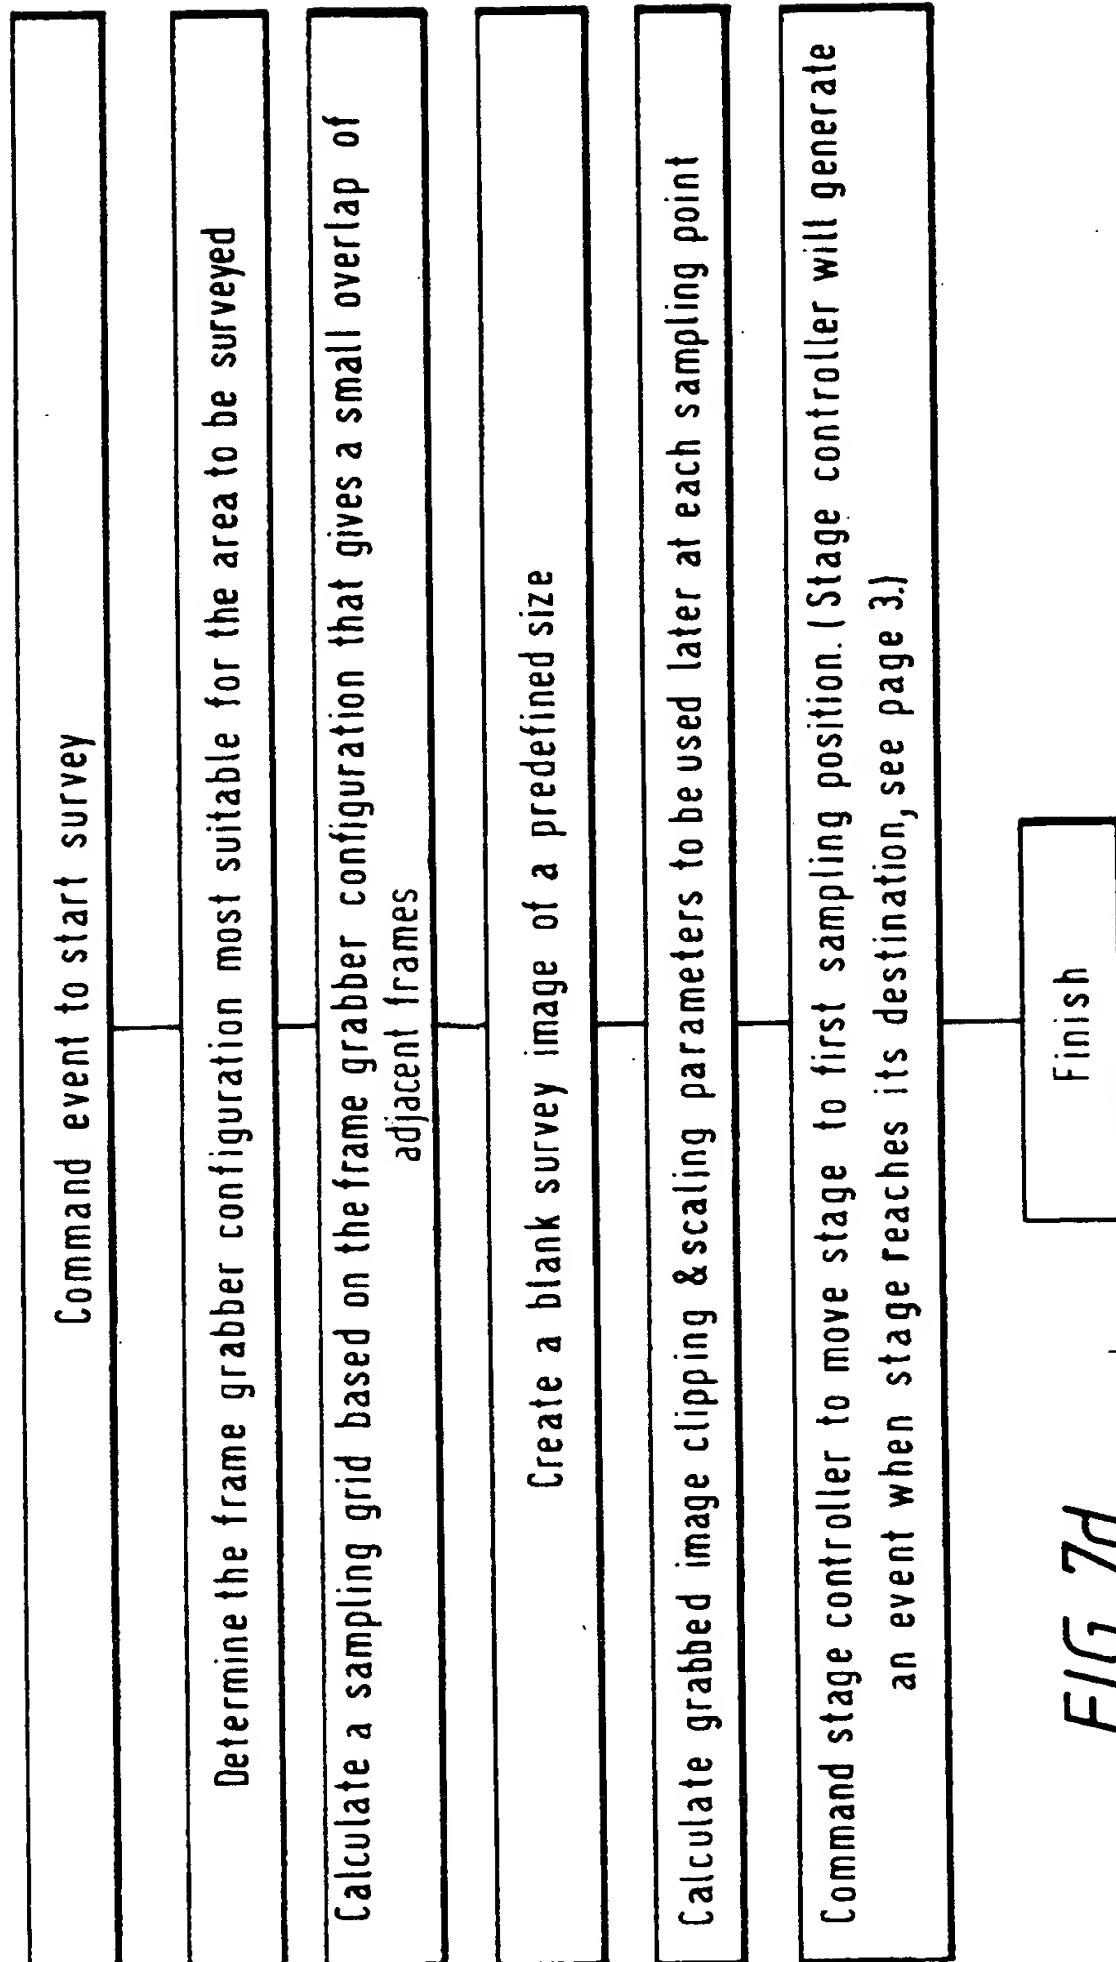 Command event to start survey
Determine the frame grabber configuration most suitable for the area to be surveyed
Calculate a sampling grid based on the frame grabber configuration that gives a small overlap of
adjacent frames
Create a blank survey image of a predefined size
Calculate grabbed image clipping & scaling parameters to be used later at each sampling point
Command stage controller to move stage to first sampling position. (Stage controller will generate
an event when stage reaches its destination, see page 3.)
Finish
FIG 7d